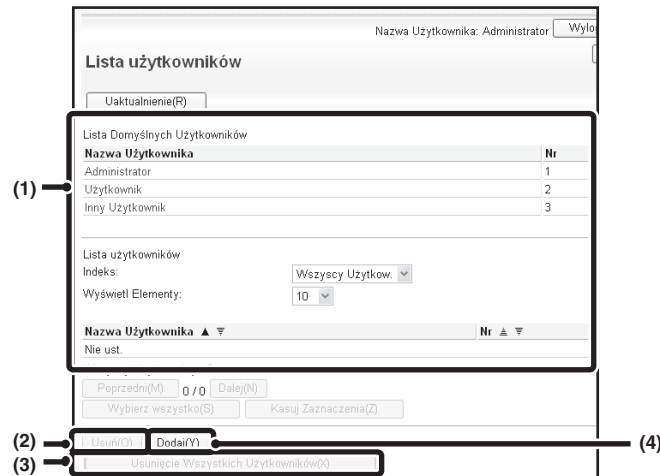 Nazwa Użytkownika: Administrator Wylo
Lista użytkowników
Uaktualnienie(R)
Lista Domyślnych Użytkowników
Nazwa Użytkownika Nr
Administrator 1
Użytkownik 2
Inny Użytkownik 3
(1)
Lista użytkowników
Indeks: Wszyscy Użytkow.
Wyświetl Elementy: 10
Nazwa Użytkownika ▲ Nr
Nie ust.
Poprzedni(M) 0 / 0 Dalej(N)
Wybierz wszystko(S) Kasuj Zaznaczenia(Z)
(2) Usuń(O) Dodaj(Y) (4)
(3) Usunięcie Wszystkich Użytkowników(X)